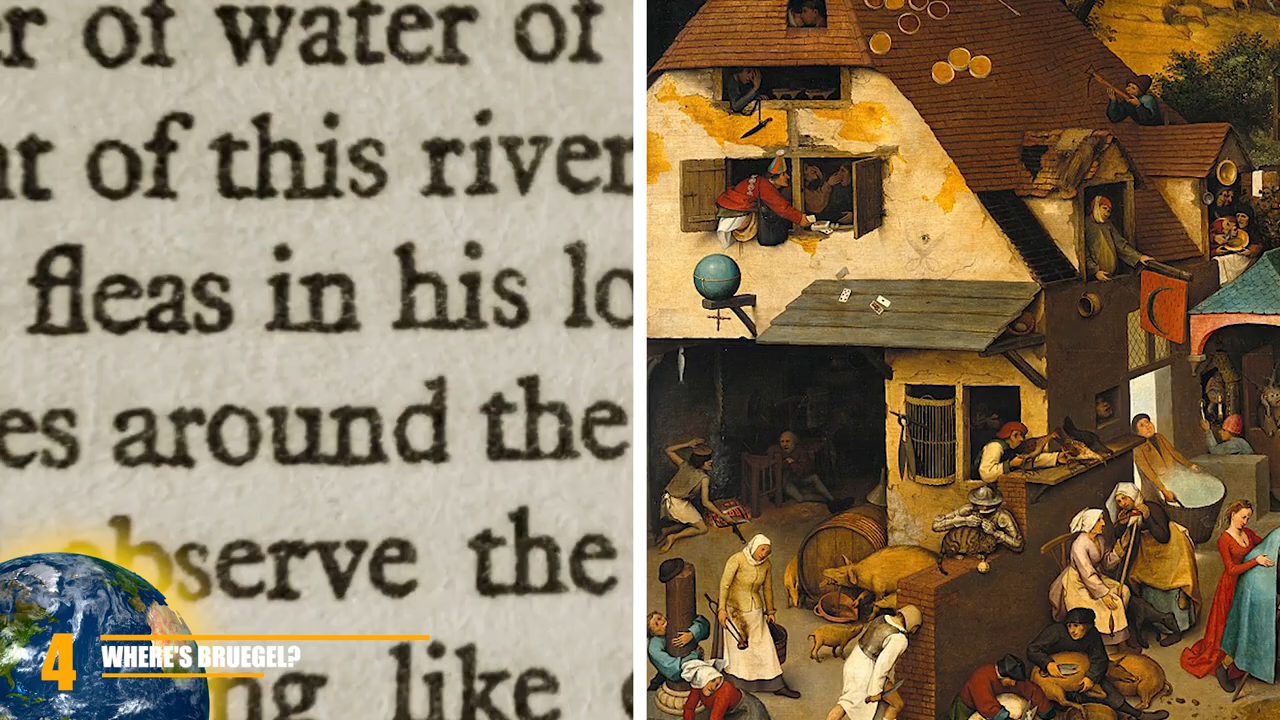 of water of
of this river
fleas in his
around the
observe the
like
4
WHERE'S BRUEGEL?